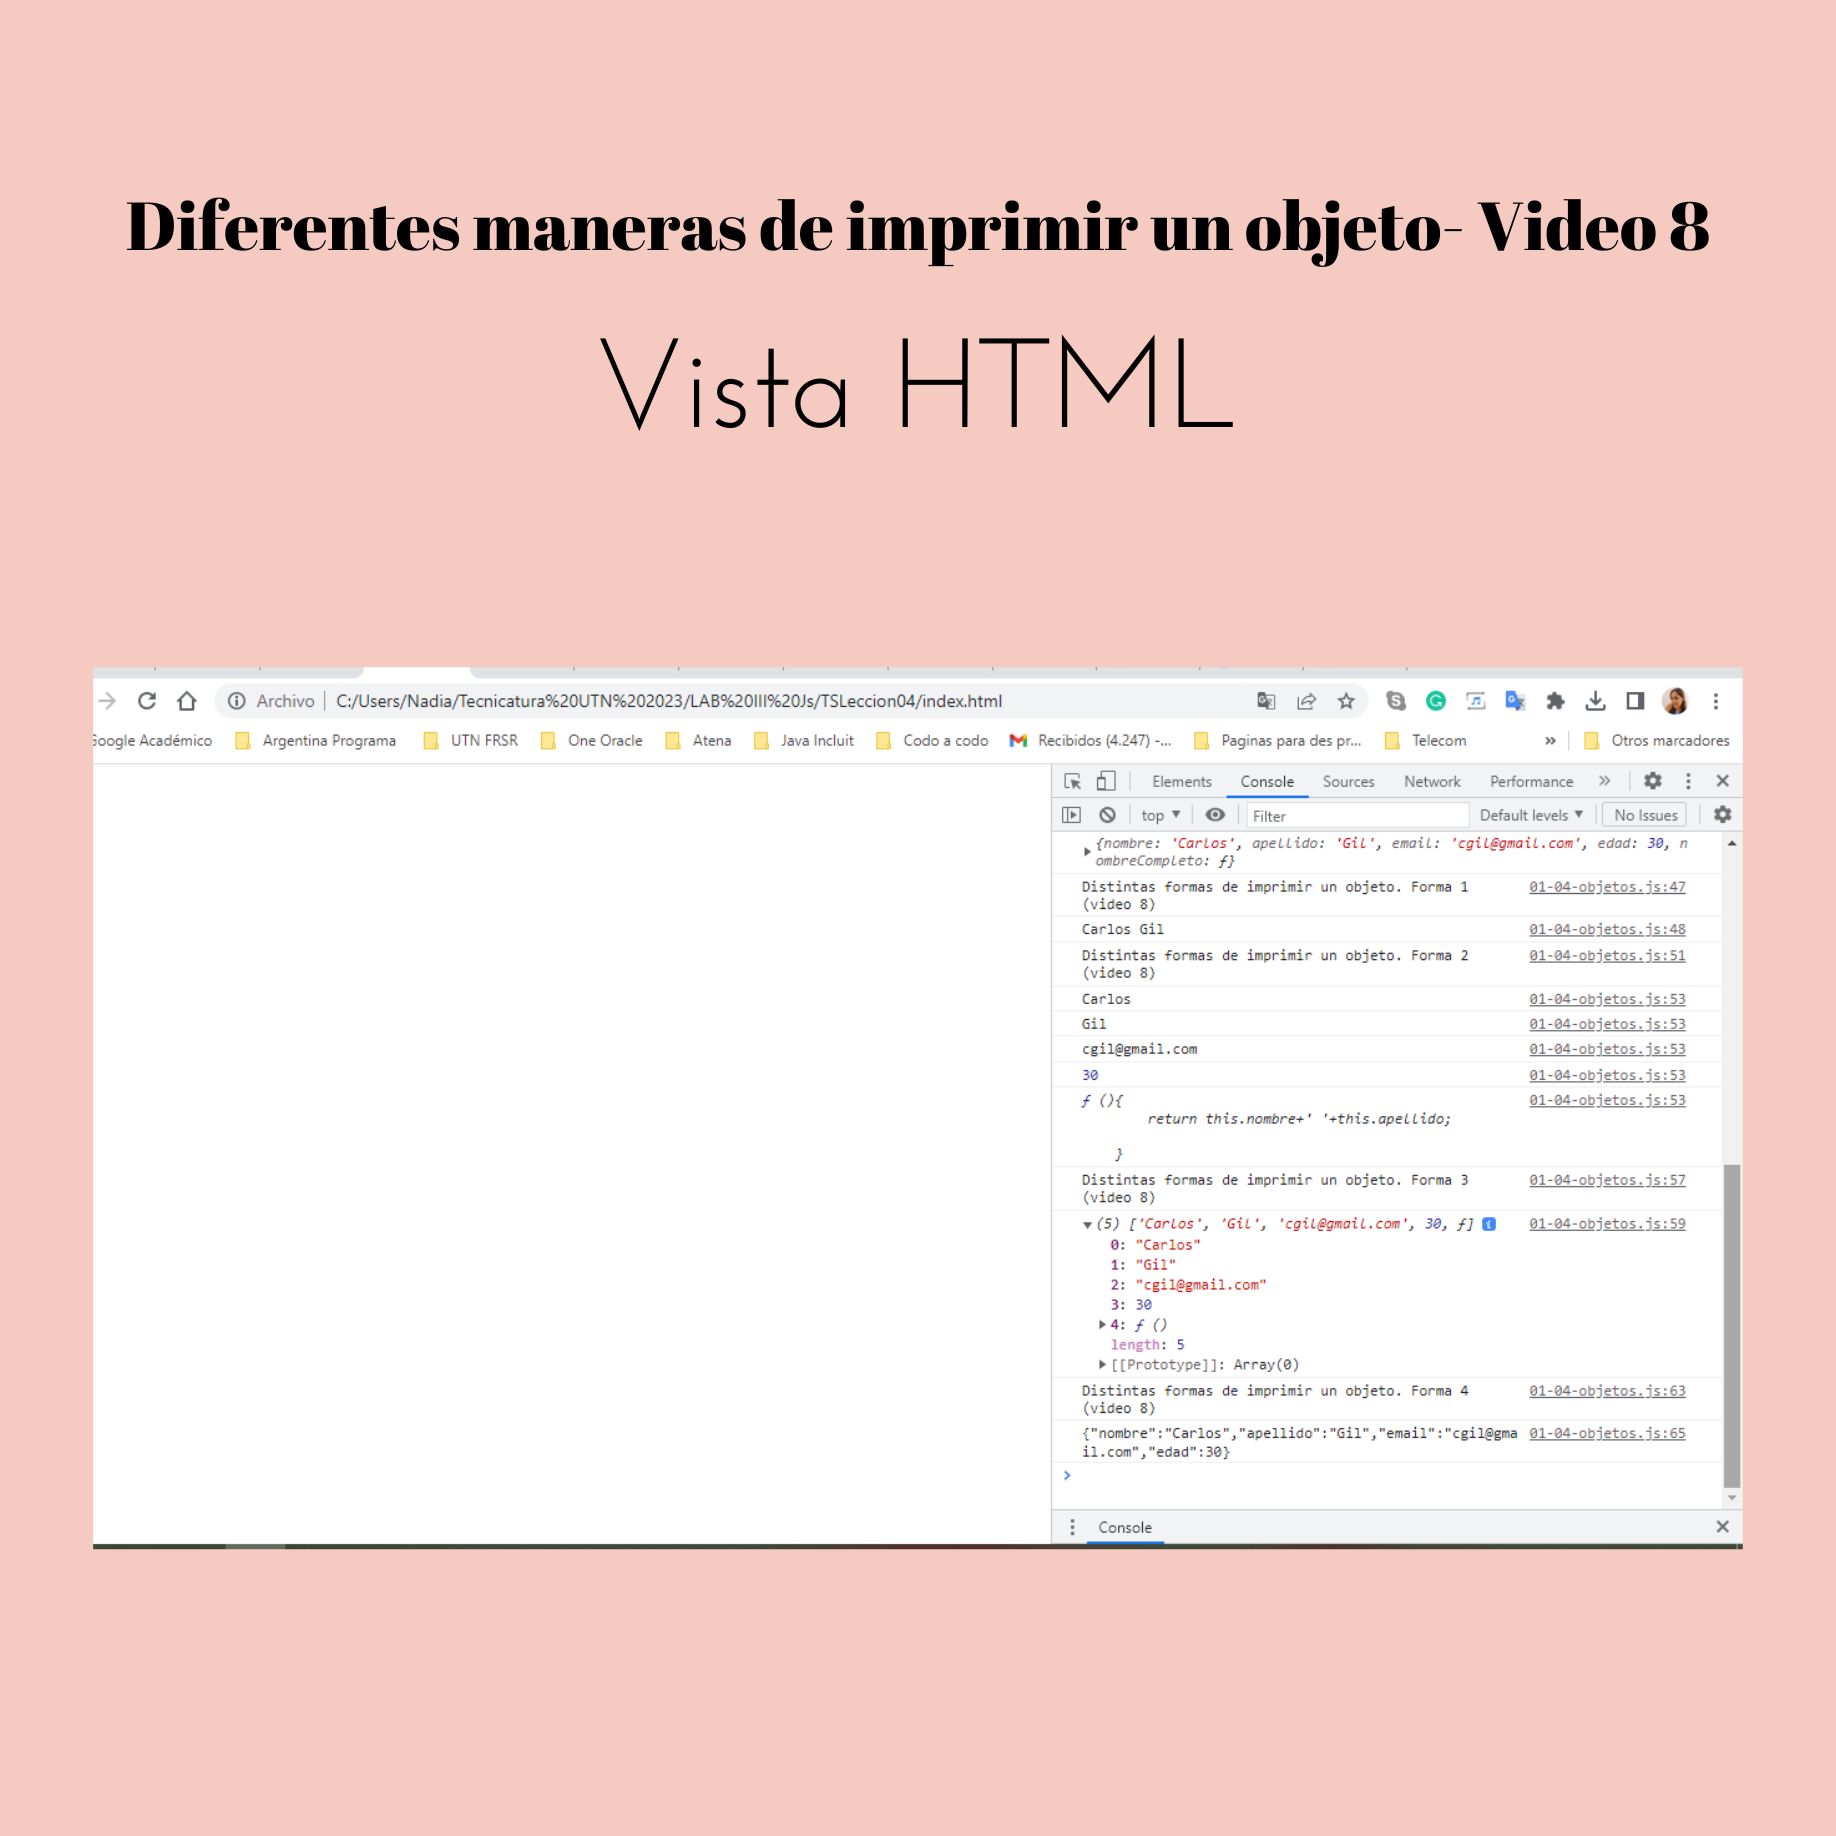 Diferentes maneras de imprimir un objeto- Video 8
Vista HTML
Archivo | C:/Users/Nadia/Tecnicatura%20UTN%202023/LAB%20III%20Js/TSLeccion04/index.html
Google Académico Argentina Programa UTN FRSR One Oracle Atena Java Incluit Codo a codo Recibidos (4.247) -... Paginas para des pr... Telecom » Otros marcadores
Elements Console Sources Network Performance »
top ▼ Filter Default levels ▼ No Issues
{nombre: 'Carlos', apellido: 'Gil', email: 'cgil@gmail.com', edad: 30, n
ombreCompleto: ƒ}
Distintas formas de imprimir un objeto. Forma 1 01-04-objetos.js:47
(video 8)
Carlos Gil 01-04-objetos.js:48
Distintas formas de imprimir un objeto. Forma 2 01-04-objetos.js:51
(video 8)
Carlos 01-04-objetos.js:53
Gil 01-04-objetos.js:53
cgil@gmail.com 01-04-objetos.js:53
30 01-04-objetos.js:53
ƒ (){ 01-04-objetos.js:53
return this.nombre+' '+this.apellido;
}
Distintas formas de imprimir un objeto. Forma 3 01-04-objetos.js:57
(video 8)
(5) ['Carlos', 'Gil', 'cgil@gmail.com', 30, ƒ] i 01-04-objetos.js:59
0: "Carlos"
1: "Gil"
2: "cgil@gmail.com"
3: 30
4: ƒ ()
length: 5
[[Prototype]]: Array(0)
Distintas formas de imprimir un objeto. Forma 4 01-04-objetos.js:63
(video 8)
{"nombre":"Carlos","apellido":"Gil","email":"cgil@gma 01-04-objetos.js:65
il.com","edad":30}
Console